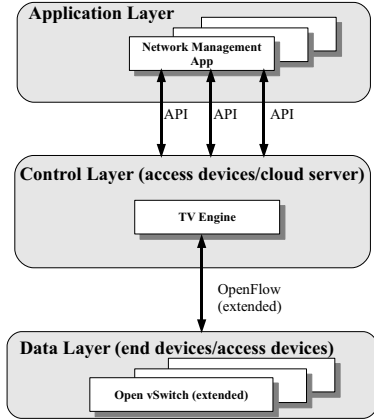 Application Layer
Network Management
App
API API API
Control Layer (access devices/cloud server)
TV Engine
OpenFlow
(extended)
Data Layer (end devices/access devices)
Open vSwitch (extended)